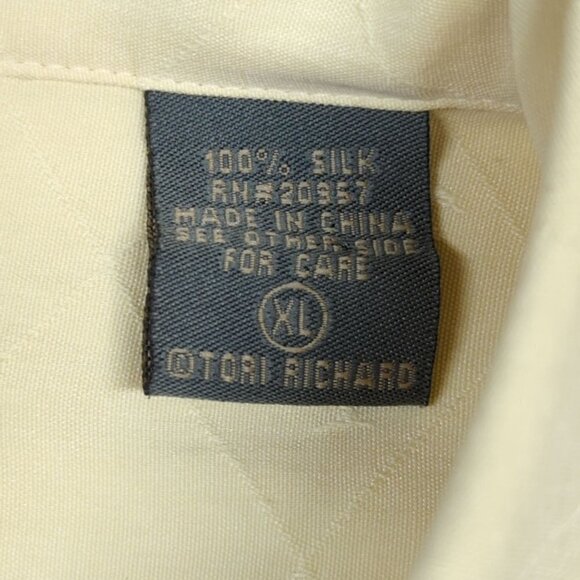 100% SILK
RN#20357
MADE IN CHINA
SEE OTHER SIDE
FOR CARE
XL
©TORI RICHARD